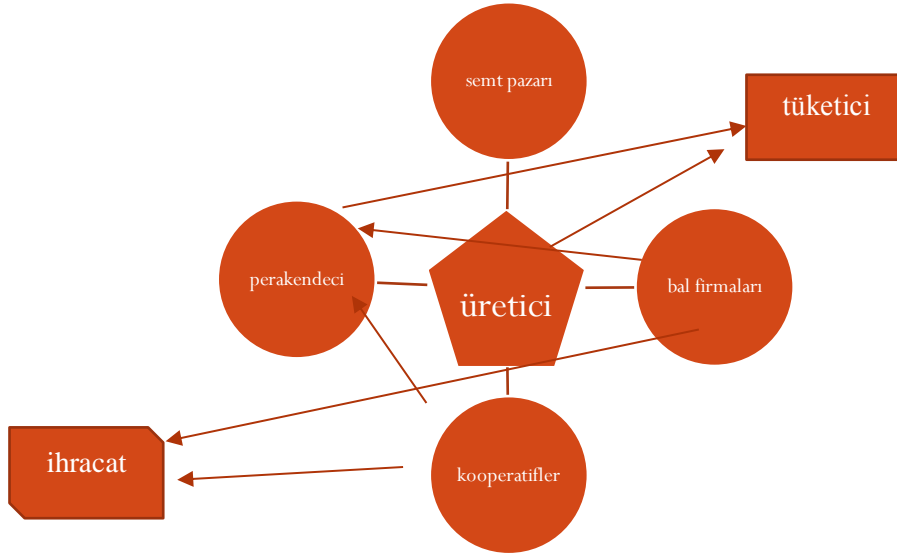 semt pazarı
tüketici
perakendeci
üretici
bal firmaları
ihracat
kooperatifler